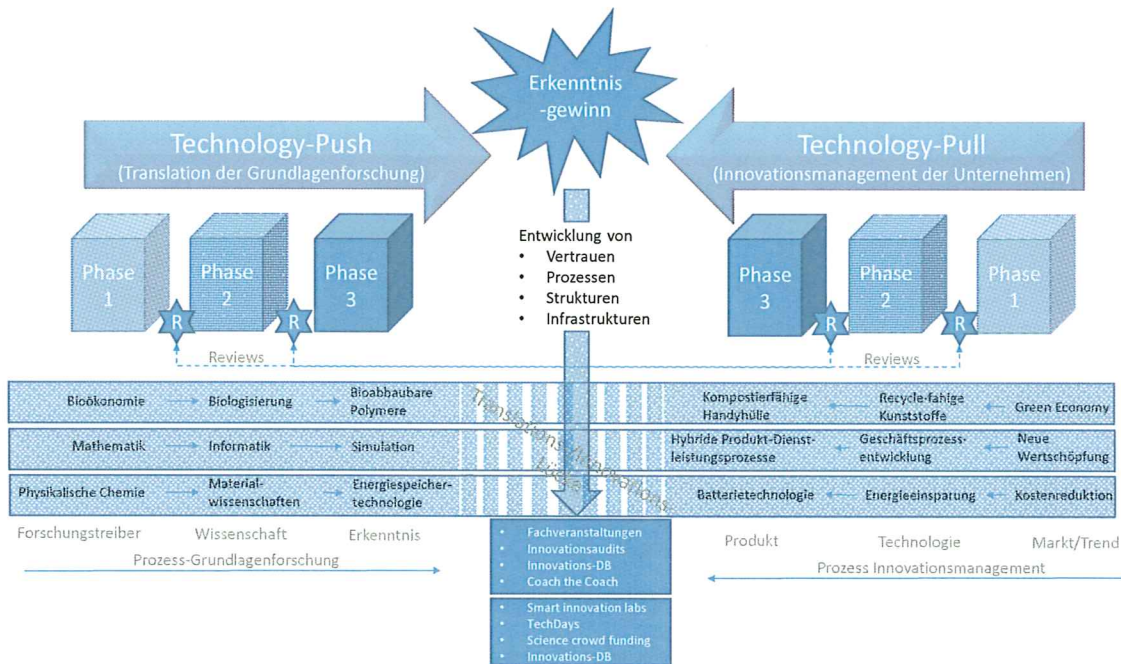 Erkenntnis
-gewinn
Technology-Push
(Translation der Grundlagenforschung)
Technology-Pull
(Innovationsmanagement der Unternehmen)
Phase
1
Phase
2
Phase
3
R
R
Reviews
Entwicklung von
• Vertrauen
• Prozessen
• Strukturen
• Infrastrukturen
Phase
3
Phase
2
Phase
1
R
R
Reviews
Bioökonomie
Biologisierung
Bioabbaubare
Polymere
Kompostierfähige
Handyhülle
Recycle-fähige
Kunststoffe
Green Economy
Mathematik
Informatik
Simulation
Hybride Produkt-Dienst-
leistungsprozesse
Geschäftsprozess-
entwicklung
Neue
Wertschöpfung
Physikalische Chemie
Material-
wissenschaften
Energiespeicher-
technologie
Batterietechnologie
Energieeinsparung
Kostenreduktion
Forschungstreiber
Wissenschaft
Erkenntnis
Prozess-Grundlagenforschung
Produkt
Technologie
Markt/Trend
Prozess Innovationsmanagement
• Fachveranstaltungen
• Innovationsaudits
• Innovations-DB
• Coach the Coach
• Smart innovation labs
• TechDays
• Science crowd funding
• Innovations-DB